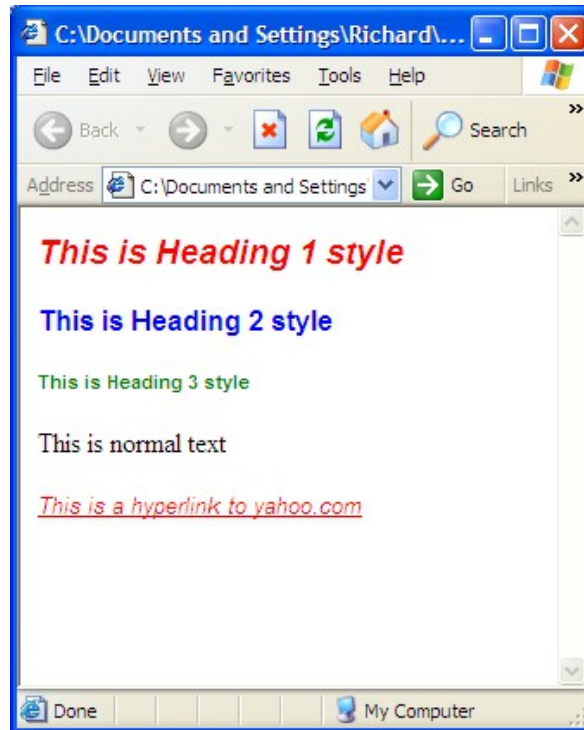 C:\Documents and Settings\Richard\...
File Edit View Favorites Tools Help
Back Search »
Address C:\Documents and Settings\ Go Links »
This is Heading 1 style
This is Heading 2 style
This is Heading 3 style
This is normal text
This is a hyperlink to yahoo.com
Done My Computer